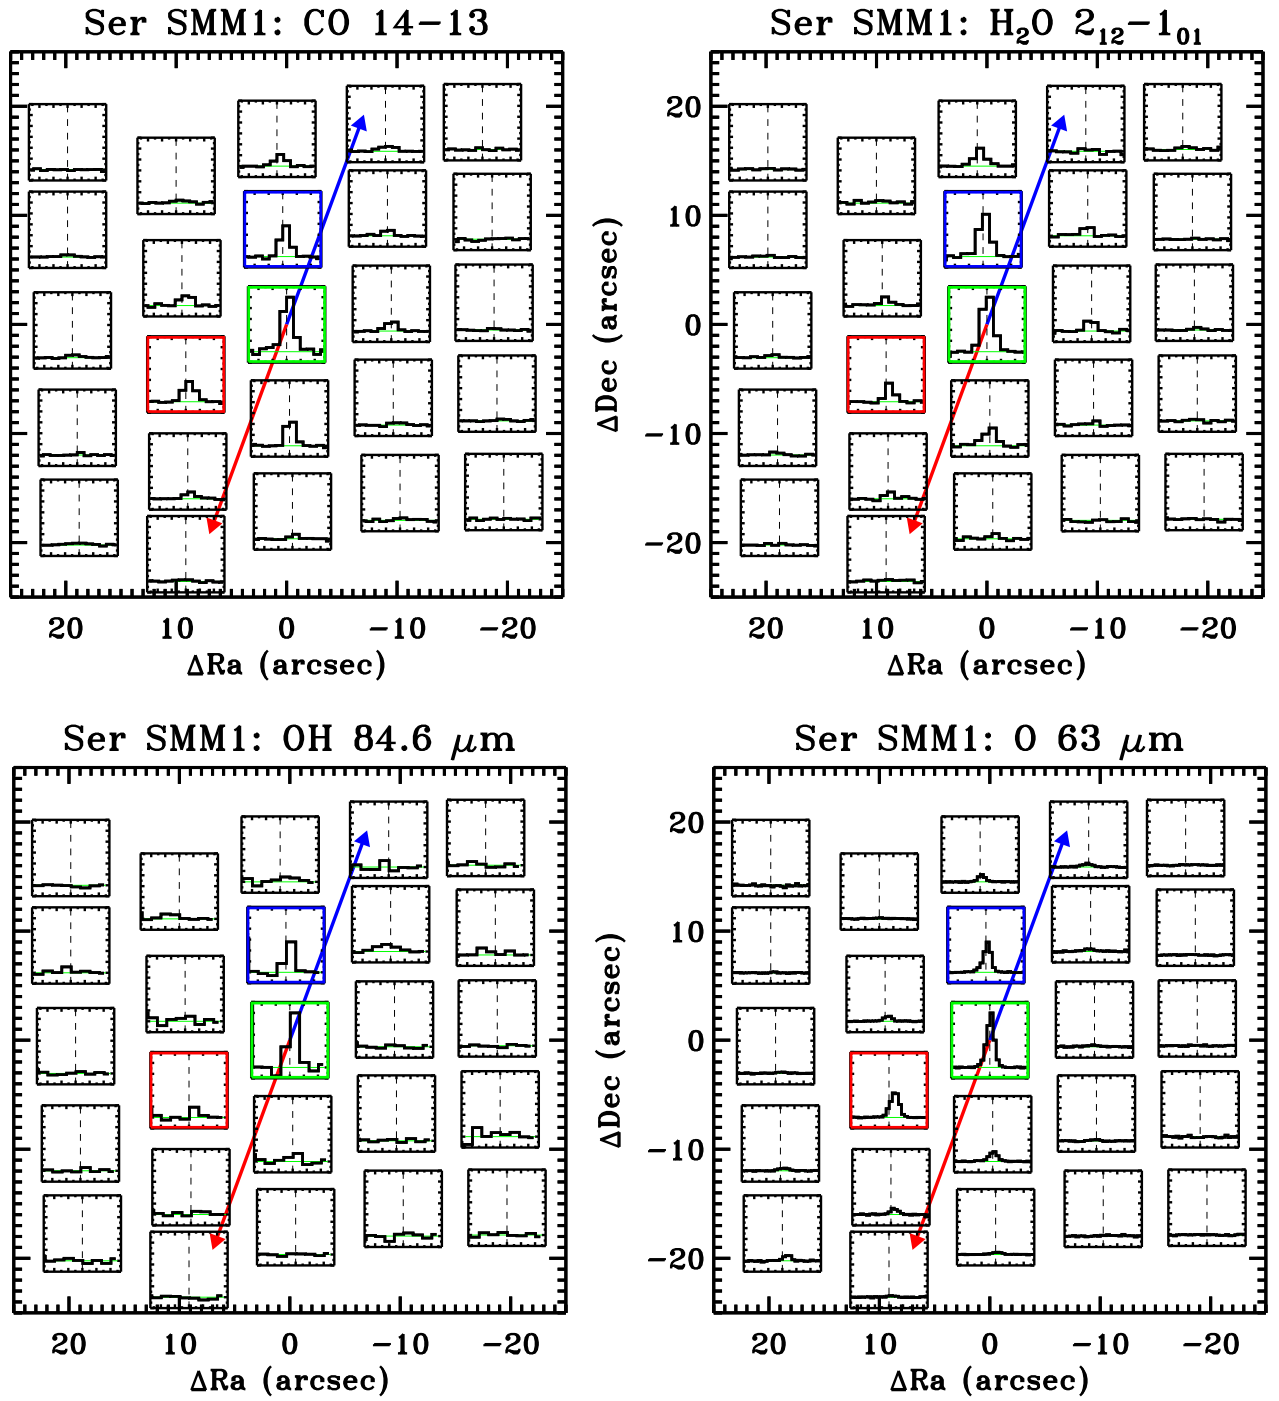 Ser SMM1: CO 14−13
Ser SMM1: H₂O 2₁₂−1₀₁
20
10
0
−10
−20
ΔDec (arcsec)
20 10 0 −10 −20
20 10 0 −10 −20
ΔRa (arcsec)
ΔRa (arcsec)
Ser SMM1: OH 84.6 μm
Ser SMM1: O 63 μm
20
10
0
−10
−20
ΔDec (arcsec)
20 10 0 −10 −20
20 10 0 −10 −20
ΔRa (arcsec)
ΔRa (arcsec)